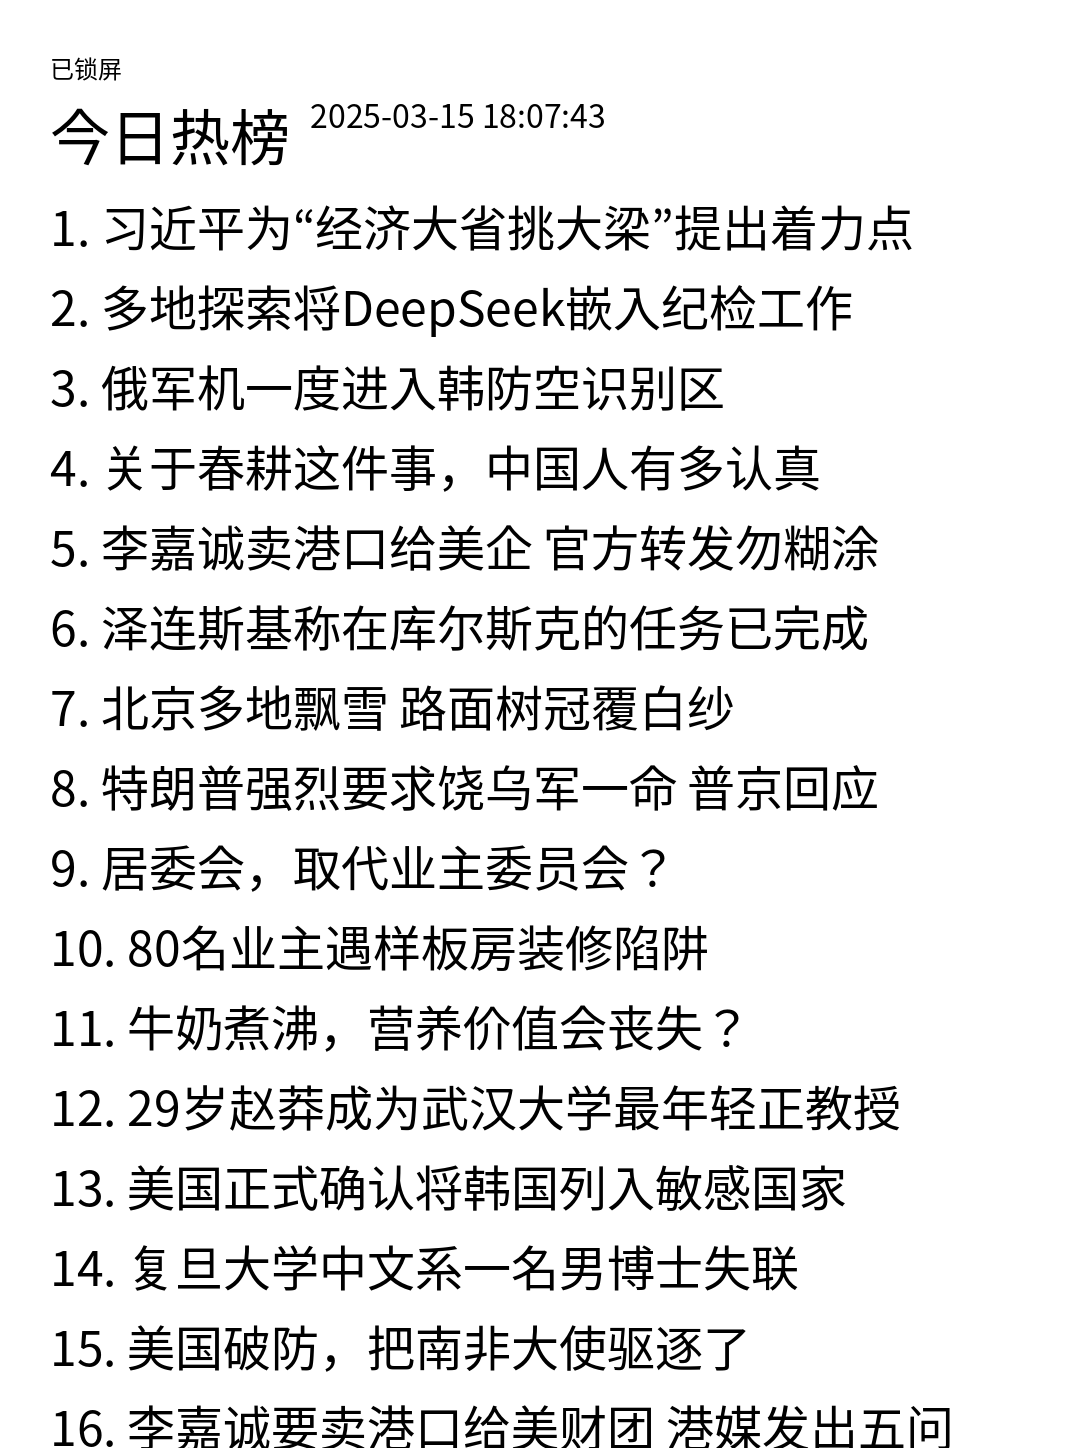 已锁屏
今日热榜 2025-03-15 18:07:43
1. 习近平为“经济大省挑大梁”提出着力点
2. 多地探索将DeepSeek嵌入纪检工作
3. 俄军机一度进入韩防空识别区
4. 关于春耕这件事，中国人有多认真
5. 李嘉诚卖港口给美企 官方转发勿糊涂
6. 泽连斯基称在库尔斯克的任务已完成
7. 北京多地飘雪 路面树冠覆白纱
8. 特朗普强烈要求饶乌军一命 普京回应
9. 居委会，取代业主委员会？
10. 80名业主遇样板房装修陷阱
11. 牛奶煮沸，营养价值会丧失？
12. 29岁赵莽成为武汉大学最年轻正教授
13. 美国正式确认将韩国列入敏感国家
14. 复旦大学中文系一名男博士失联
15. 美国破防，把南非大使驱逐了
16. 李嘉诚要卖港口给美财团 港媒发出五问